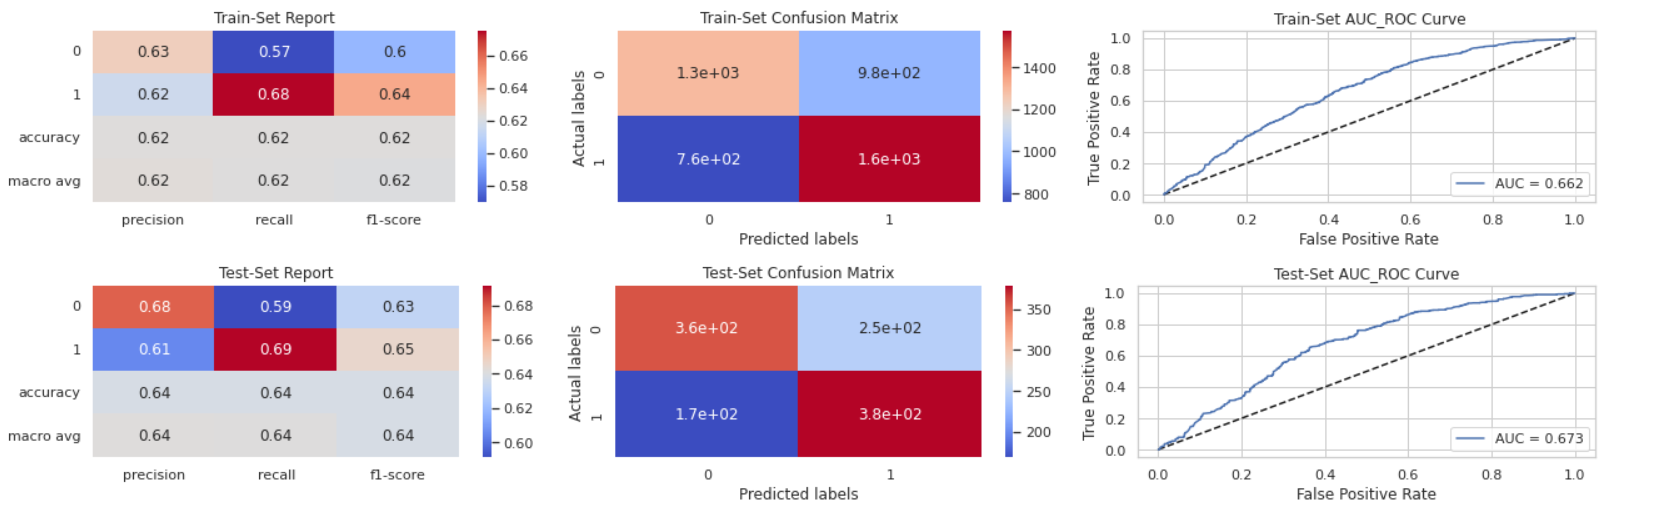 Train-Set Report
0 0.63 0.57 0.6
1 0.62 0.68 0.64
accuracy 0.62 0.62 0.62
macro avg 0.62 0.62 0.62
precision recall f1-score
0.66
0.64
0.62
0.60
0.58
Train-Set Confusion Matrix
Actual labels
0 1.3e+03 9.8e+02
1 7.6e+02 1.6e+03
0 1
Predicted labels
1400
1200
1000
800
Train-Set AUC_ROC Curve
True Positive Rate
1.0
0.8
0.6
0.4
0.2
0.0
AUC = 0.662
0.0 0.2 0.4 0.6 0.8 1.0
False Positive Rate
Test-Set Report
0 0.68 0.59 0.63
1 0.61 0.69 0.65
accuracy 0.64 0.64 0.64
macro avg 0.64 0.64 0.64
precision recall f1-score
0.68
0.66
0.64
0.62
0.60
Test-Set Confusion Matrix
Actual labels
0 3.6e+02 2.5e+02
1 1.7e+02 3.8e+02
0 1
Predicted labels
350
300
250
200
Test-Set AUC_ROC Curve
True Positive Rate
1.0
0.8
0.6
0.4
0.2
0.0
AUC = 0.673
0.0 0.2 0.4 0.6 0.8 1.0
False Positive Rate